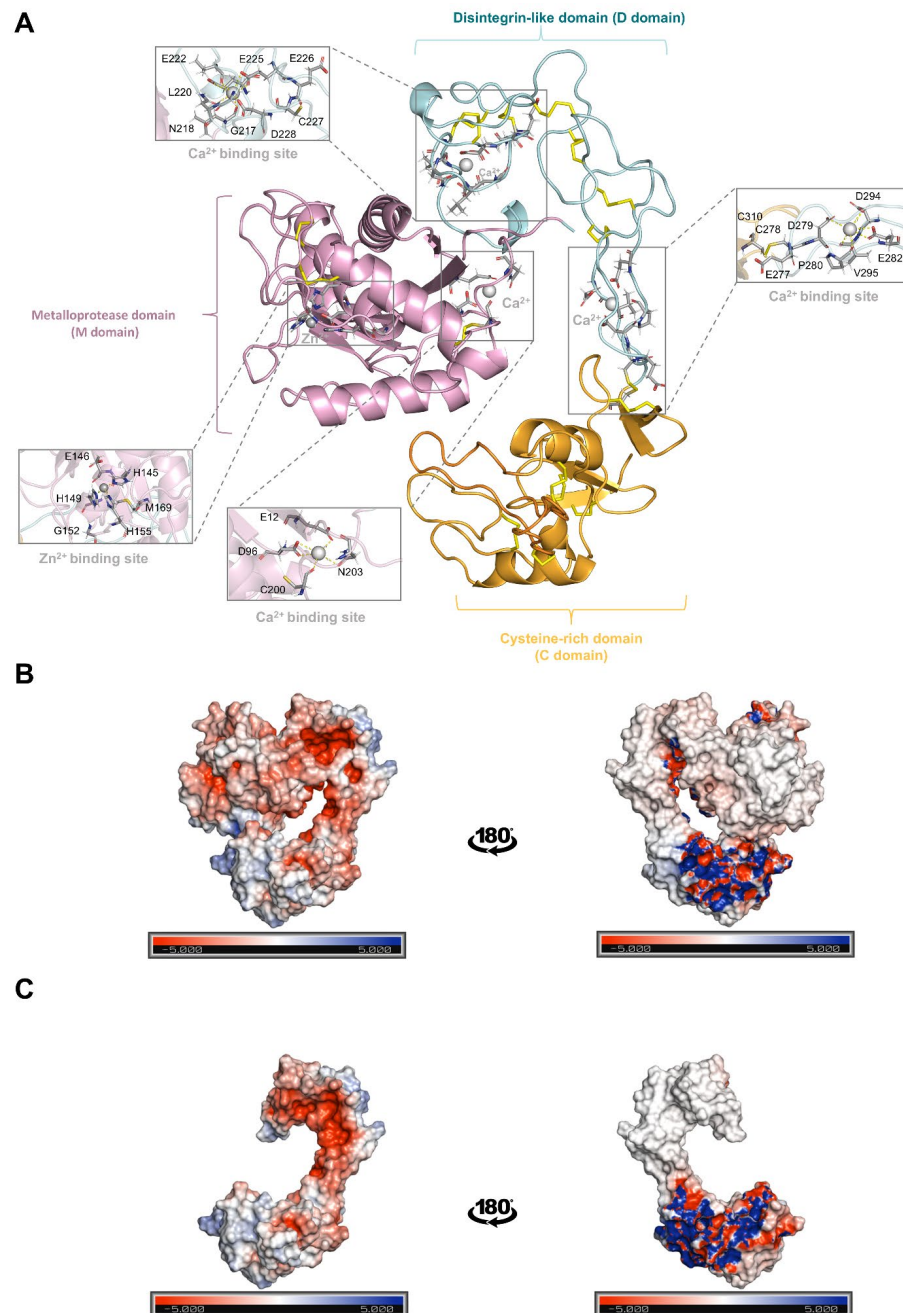 A
Disintegrin-like domain (D domain)
E222
E225
E226
L220
N218
G217
D228
C227
Ca²⁺ binding site
Ca²⁺
D294
C310
C278
D279
E282
P280
E277
V295
Ca²⁺ binding site
Metalloprotease domain
(M domain)
Ca²⁺
Ca²⁺
Zn
E146
H145
H149
M169
G152
H155
Zn²⁺ binding site
E12
D96
N203
C200
Ca²⁺ binding site
Cysteine-rich domain
(C domain)
B
180°
-5.000
5.000
-5.000
5.000
C
180°
-5.000
5.000
-5.000
5.000